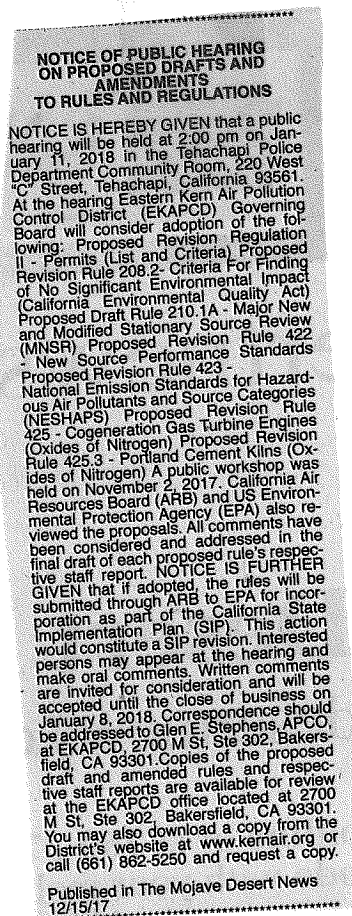 NOTICE OF PUBLIC HEARING
ON PROPOSED DRAFTS AND
AMENDMENTS
TO RULES AND REGULATIONS
NOTICE IS HEREBY GIVEN that a public
hearing will be held at 2:00 pm on Jan-
uary 11, 2018 in the Tehachapi Police
Department Community Room, 220 West
"C" Street, Tehachapi, California 93561.
At the hearing Eastern Kern Air Pollution
Control District (EKAPCD) Governing
Board will consider adoption of the fol-
lowing: Proposed Revision Regulation
II - Permits (List and Criteria) Proposed
Revision Rule 208.2- Criteria For Finding
of No Significant Environmental Impact
(California Environmental Quality Act)
Proposed Draft Rule 210.1A - Major New
and Modified Stationary Source Review
(MNSR) Proposed Revision Rule 422
- New Source Performance Standards
Proposed Revision Rule 423 -
National Emission Standards for Hazard-
ous Air Pollutants and Source Categories
(NESHAPS) Proposed Revision Rule
425 - Cogeneration Gas Turbine Engines
(Oxides of Nitrogen) Proposed Revision
Rule 425.3 - Portland Cement Kilns (Ox-
ides of Nitrogen) A public workshop was
held on November 2, 2017. California Air
Resources Board (ARB) and US Environ-
mental Protection Agency (EPA) also re-
viewed the proposals. All comments have
been considered and addressed in the
final draft of each proposed rule's respec-
tive staff report. NOTICE IS FURTHER
GIVEN that if adopted, the rules will be
submitted through ARB to EPA for incor-
poration as part of the California State
Implementation Plan (SIP). This action
would constitute a SIP revision. Interested
persons may appear at the hearing and
make oral comments. Written comments
are invited for consideration and will be
accepted until the close of business on
January 8, 2018. Correspondence should
be addressed to Glen E. Stephens, APCO,
at EKAPCD, 2700 M St, Ste 302, Bakers-
field, CA 93301.Copies of the proposed
draft and amended rules and respec-
tive staff reports are available for review
at the EKAPCD office located at 2700
M St, Ste 302, Bakersfield, CA 93301.
You may also download a copy from the
District's website at www.kernair.org or
call (661) 862-5250 and request a copy.
Published in The Mojave Desert News
12/15/17